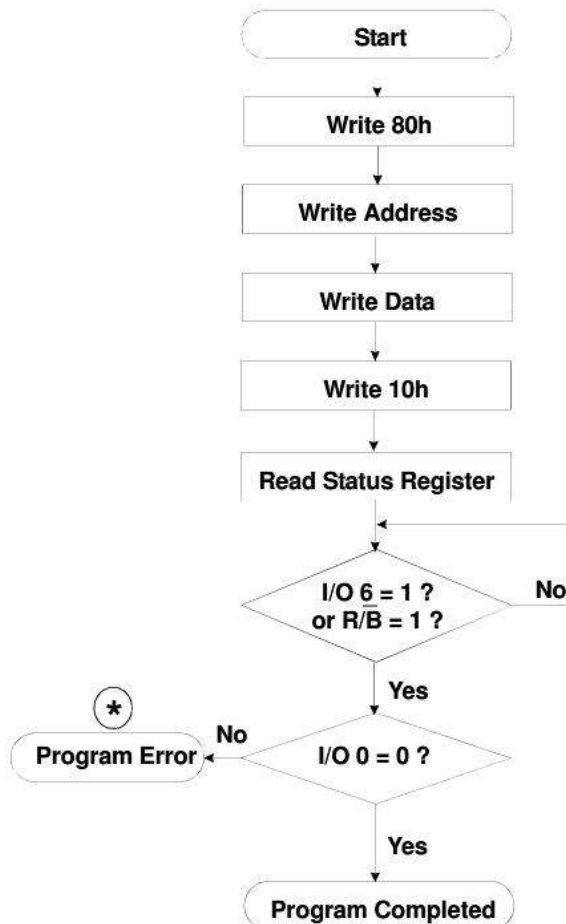 Start
Write 80h
Write Address
Write Data
Write 10h
Read Status Register
I/O 6 = 1 ?
or R/B̅ = 1 ?
No
Yes
*
No
Program Error
I/O 0 = 0 ?
Yes
Program Completed